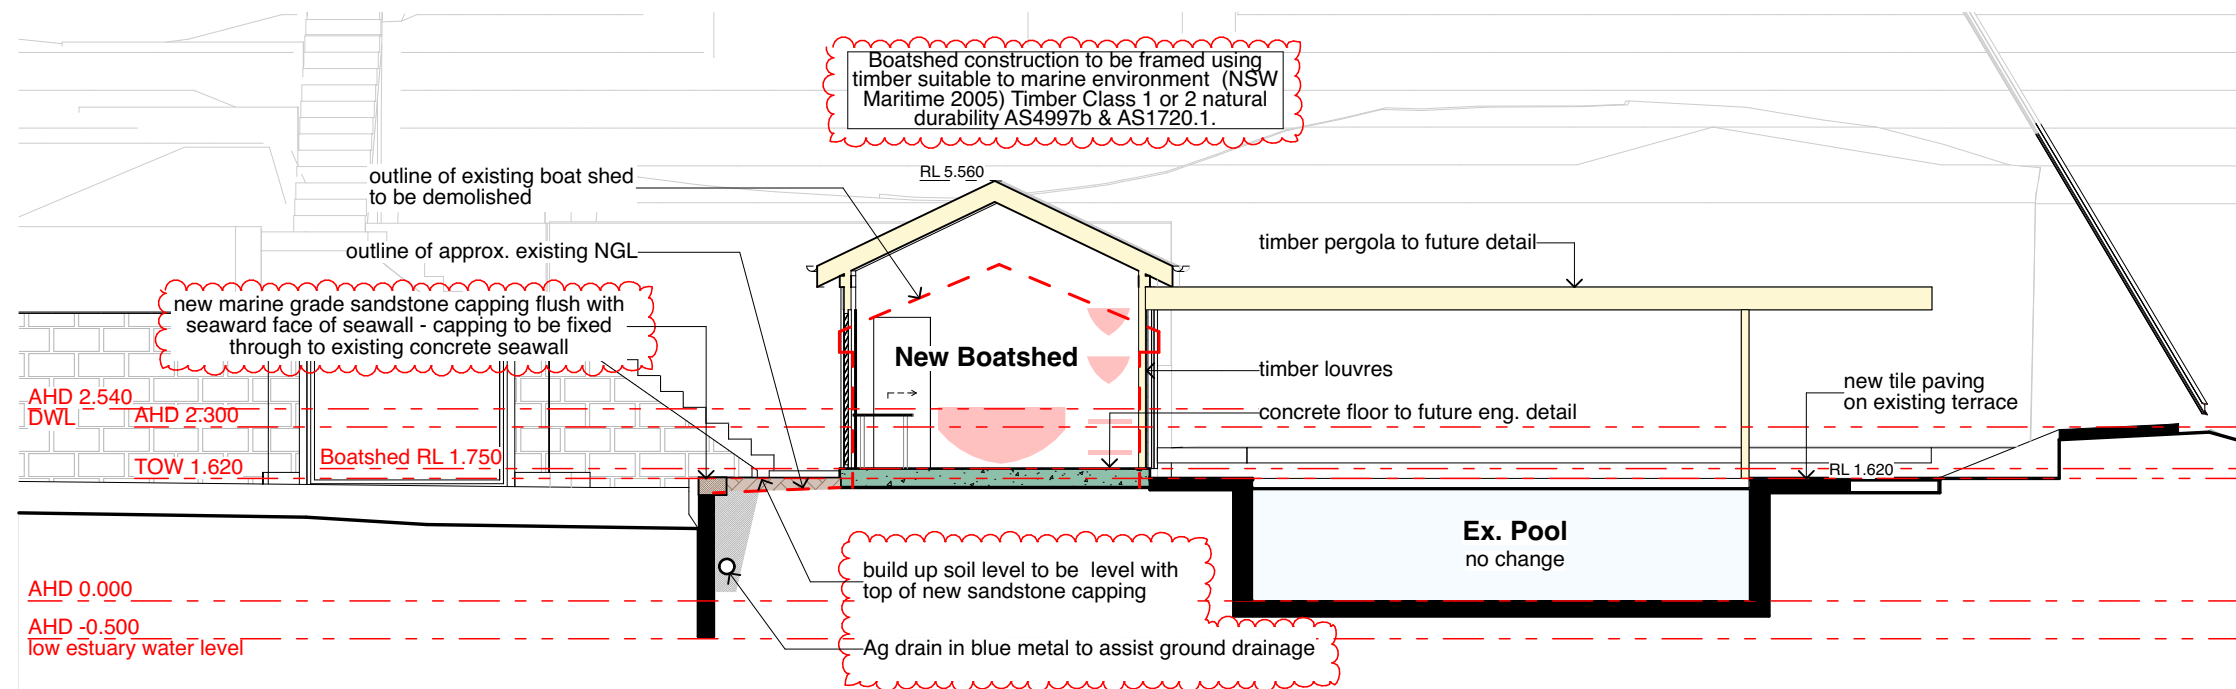 Boatshed construction to be framed using
timber suitable to marine environment (NSW
Maritime 2005) Timber Class 1 or 2 natural
durability AS4997b & AS1720.1.
RL 5.560
outline of existing boat shed
to be demolished
outline of approx. existing NGL
timber pergola to future detail
new marine grade sandstone capping flush with
seaward face of seawall - capping to be fixed
through to existing concrete seawall
New Boatshed
timber louvres
new tile paving
on existing terrace
AHD 2.540
DWL
AHD 2.300
concrete floor to future eng. detail
Boatshed RL 1.750
TOW 1.620
RL 1.620
Ex. Pool
no change
build up soil level to be level with
top of new sandstone capping
AHD 0.000
AHD -0.500
low estuary water level
Ag drain in blue metal to assist ground drainage